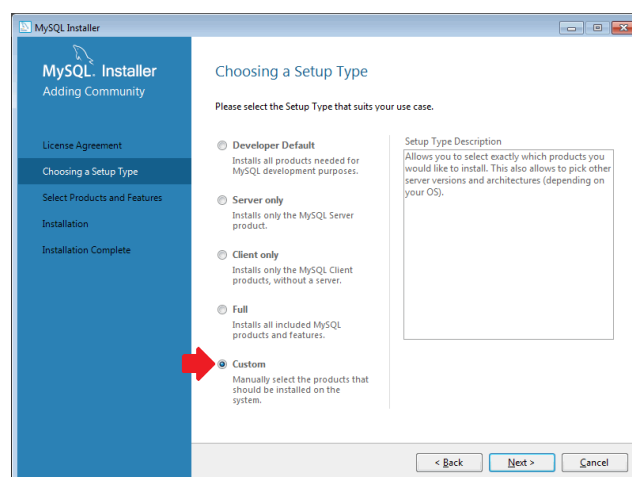 MySQL Installer
MySQL. Installer
Adding Community
License Agreement
Choosing a Setup Type
Select Products and Features
Installation
Installation Complete
Choosing a Setup Type
Please select the Setup Type that suits your use case.
Developer Default
Installs all products needed for
MySQL development purposes.
Server only
Installs only the MySQL Server
product.
Client only
Installs only the MySQL Client
products, without a server.
Full
Installs all included MySQL
products and features.
Custom
Manually select the products that
should be installed on the
system.
Setup Type Description
Allows you to select exactly which products you
would like to install. This also allows to pick other
server versions and architectures (depending on
your OS).
< Back
Next >
Cancel